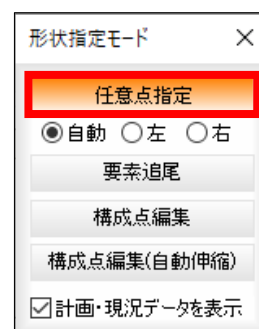 形状指定モード
任意点指定
自動 左 右
要素追尾
構成点編集
構成点編集(自動伸縮)
計画・現況データを表示